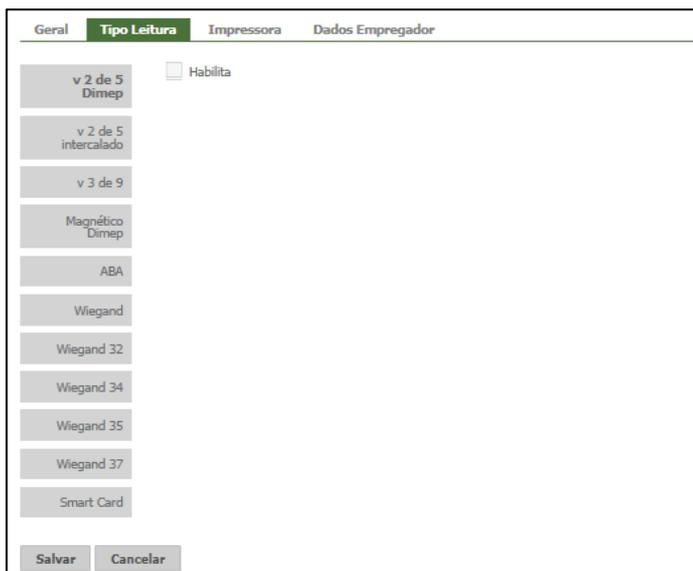 Geral Tipo Leitura Impressora Dados Empregador
v 2 de 5
Dimep
Habilita
v 2 de 5
intercalado
v 3 de 9
Magnético
Dimep
ABA
Wiegand
Wiegand 32
Wiegand 34
Wiegand 35
Wiegand 37
Smart Card
Salvar Cancelar